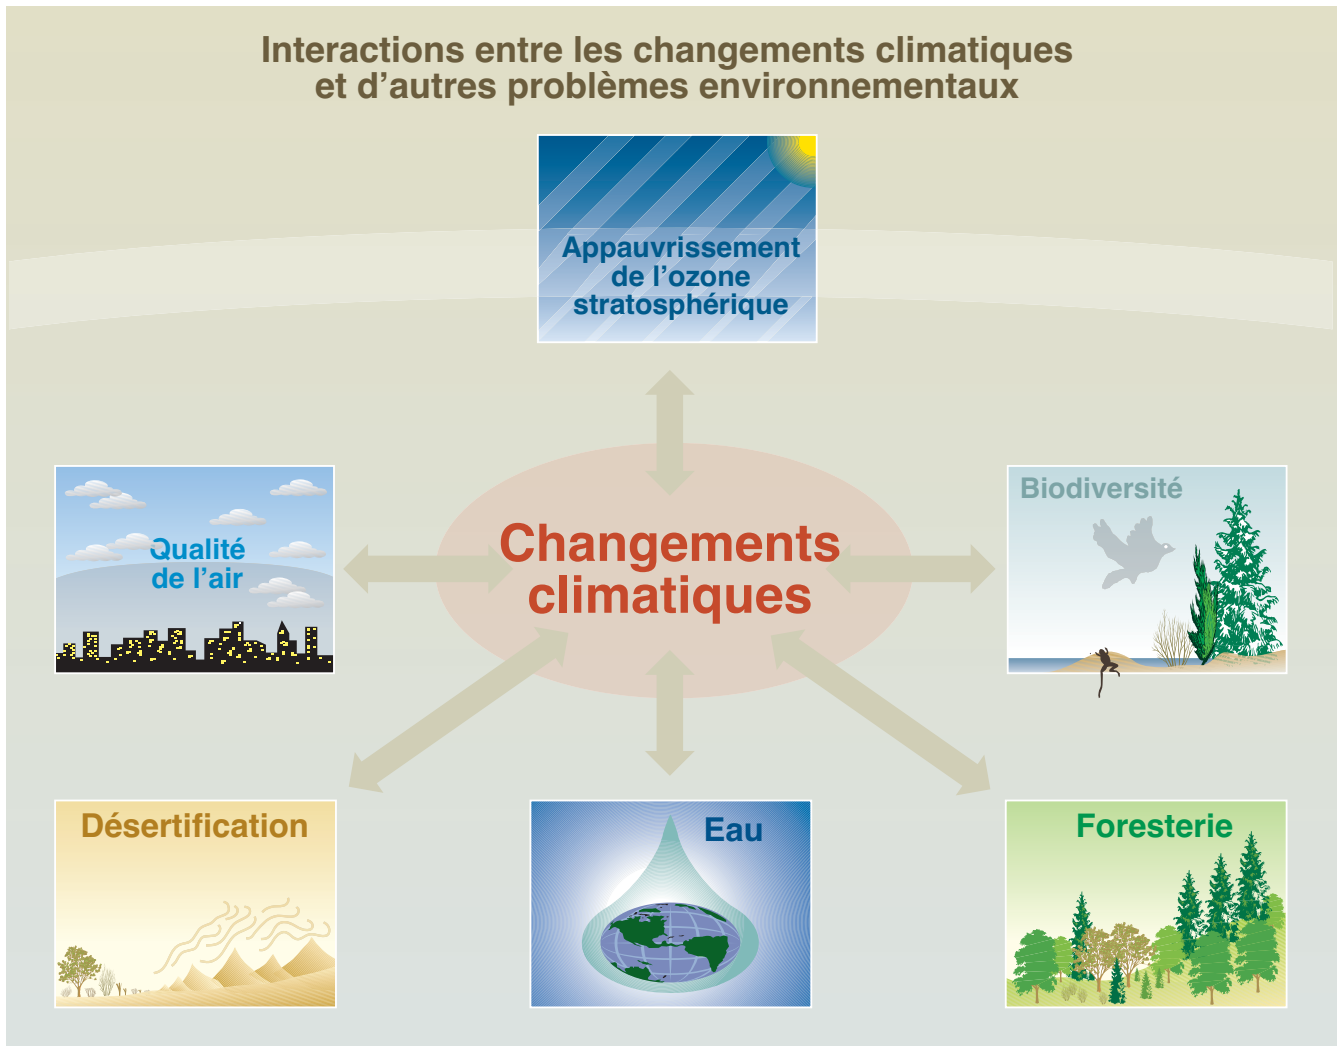 Interactions entre les changements climatiques
et d’autres problèmes environnementaux
Appauvrissement
de l’ozone
stratosphérique
Qualité
de l’air
Changements
climatiques
Biodiversité
Désertification
Eau
Foresterie